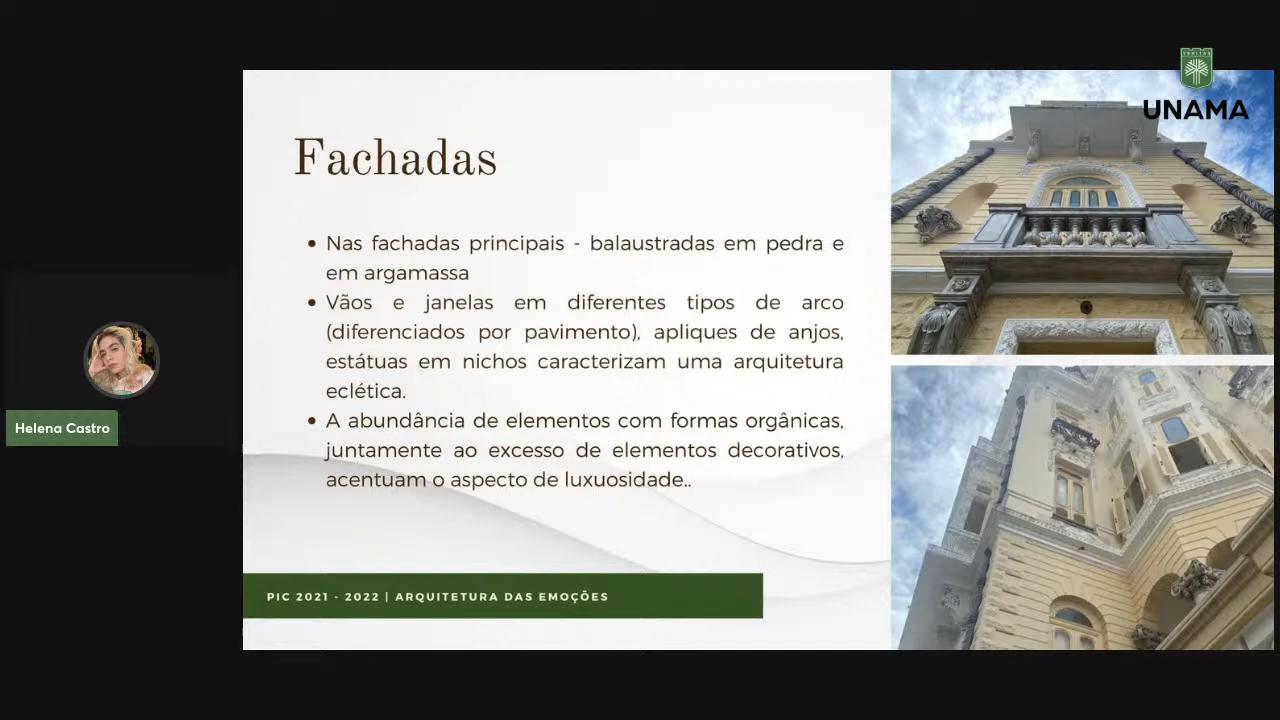 UNAMA
Fachadas
Nas fachadas principais - balaustradas em pedra e
em argamassa
Vãos e janelas em diferentes tipos de arco
(diferenciados por pavimento), apliques de anjos,
estátuas em nichos caracterizam uma arquitetura
eclética.
A abundância de elementos com formas orgânicas,
juntamente ao excesso de elementos decorativos,
acentuam o aspecto de luxuosidade..
Helena Castro
PIC 2021 - 2022 | ARQUITETURA DAS EMOÇÕES